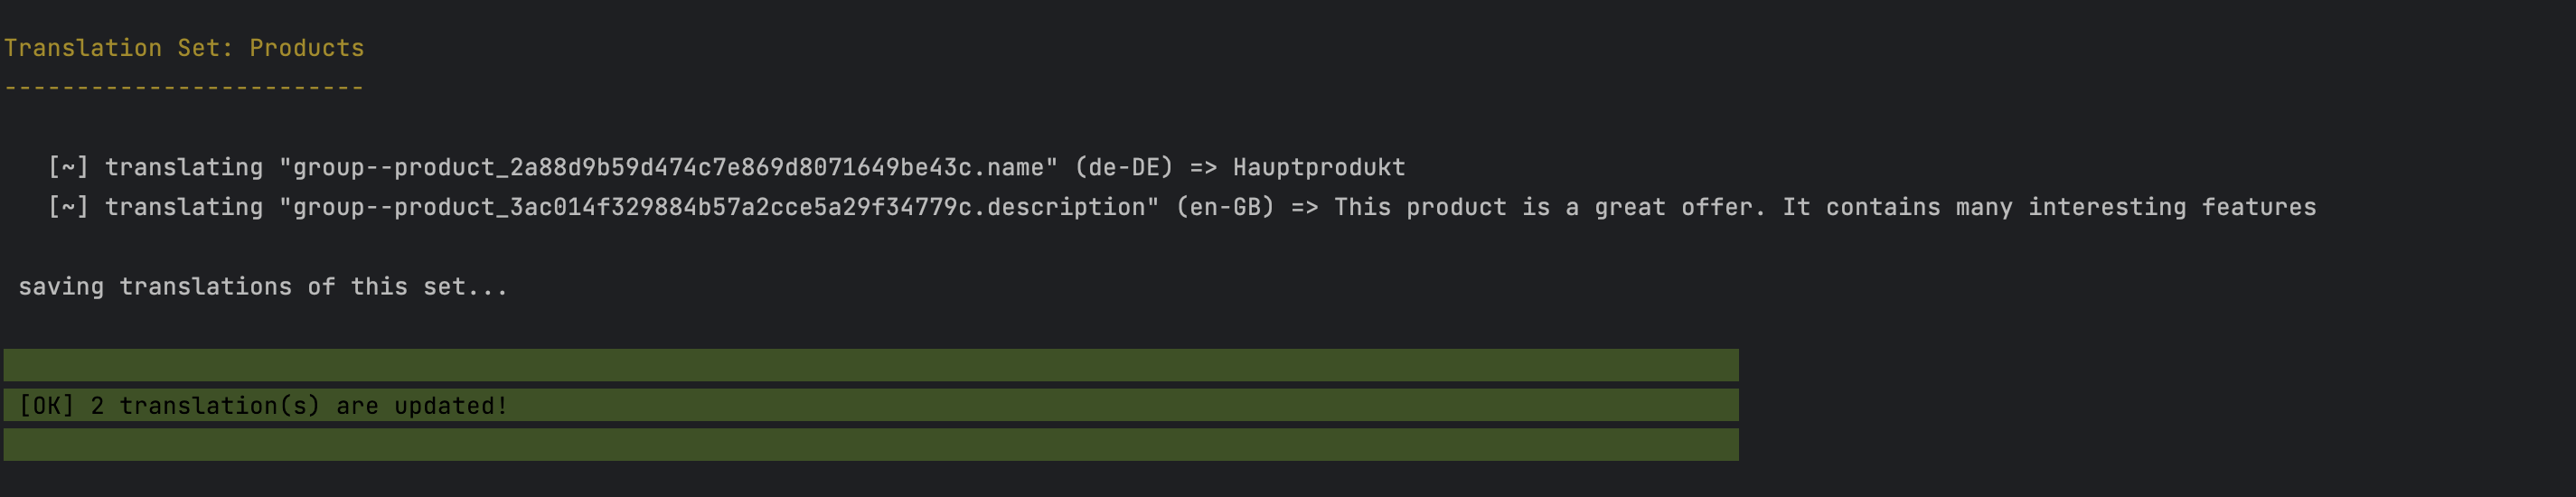 Translation Set: Products
-------------------------
[~] translating "group--product_2a88d9b59d474c7e869d8071649be43c.name" (de-DE) => Hauptprodukt
[~] translating "group--product_3ac014f329884b57a2cce5a29f34779c.description" (en-GB) => This product is a great offer. It contains many interesting features
saving translations of this set...
[OK] 2 translation(s) are updated!